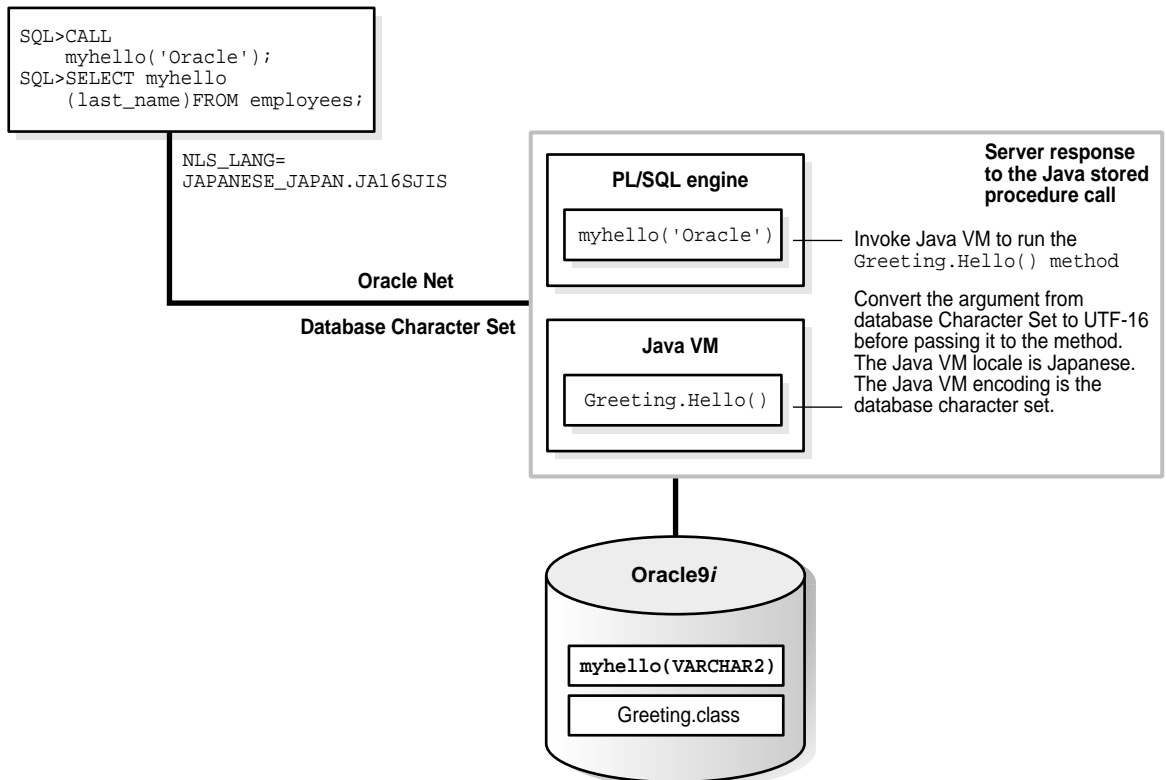 SQL>CALL
myhello('Oracle');
SQL>SELECT myhello
(last_name)FROM employees;
NLS_LANG=
JAPANESE_JAPAN.JA16SJIS
Oracle Net
Database Character Set
Server response
to the Java stored
procedure call
PL/SQL engine
myhello('Oracle')
Invoke Java VM to run the
Greeting.Hello() method
Convert the argument from
database Character Set to UTF-16
before passing it to the method.
The Java VM locale is Japanese.
The Java VM encoding is the
database character set.
Java VM
Greeting.Hello()
Oracle9i
myhello(VARCHAR2)
Greeting.class